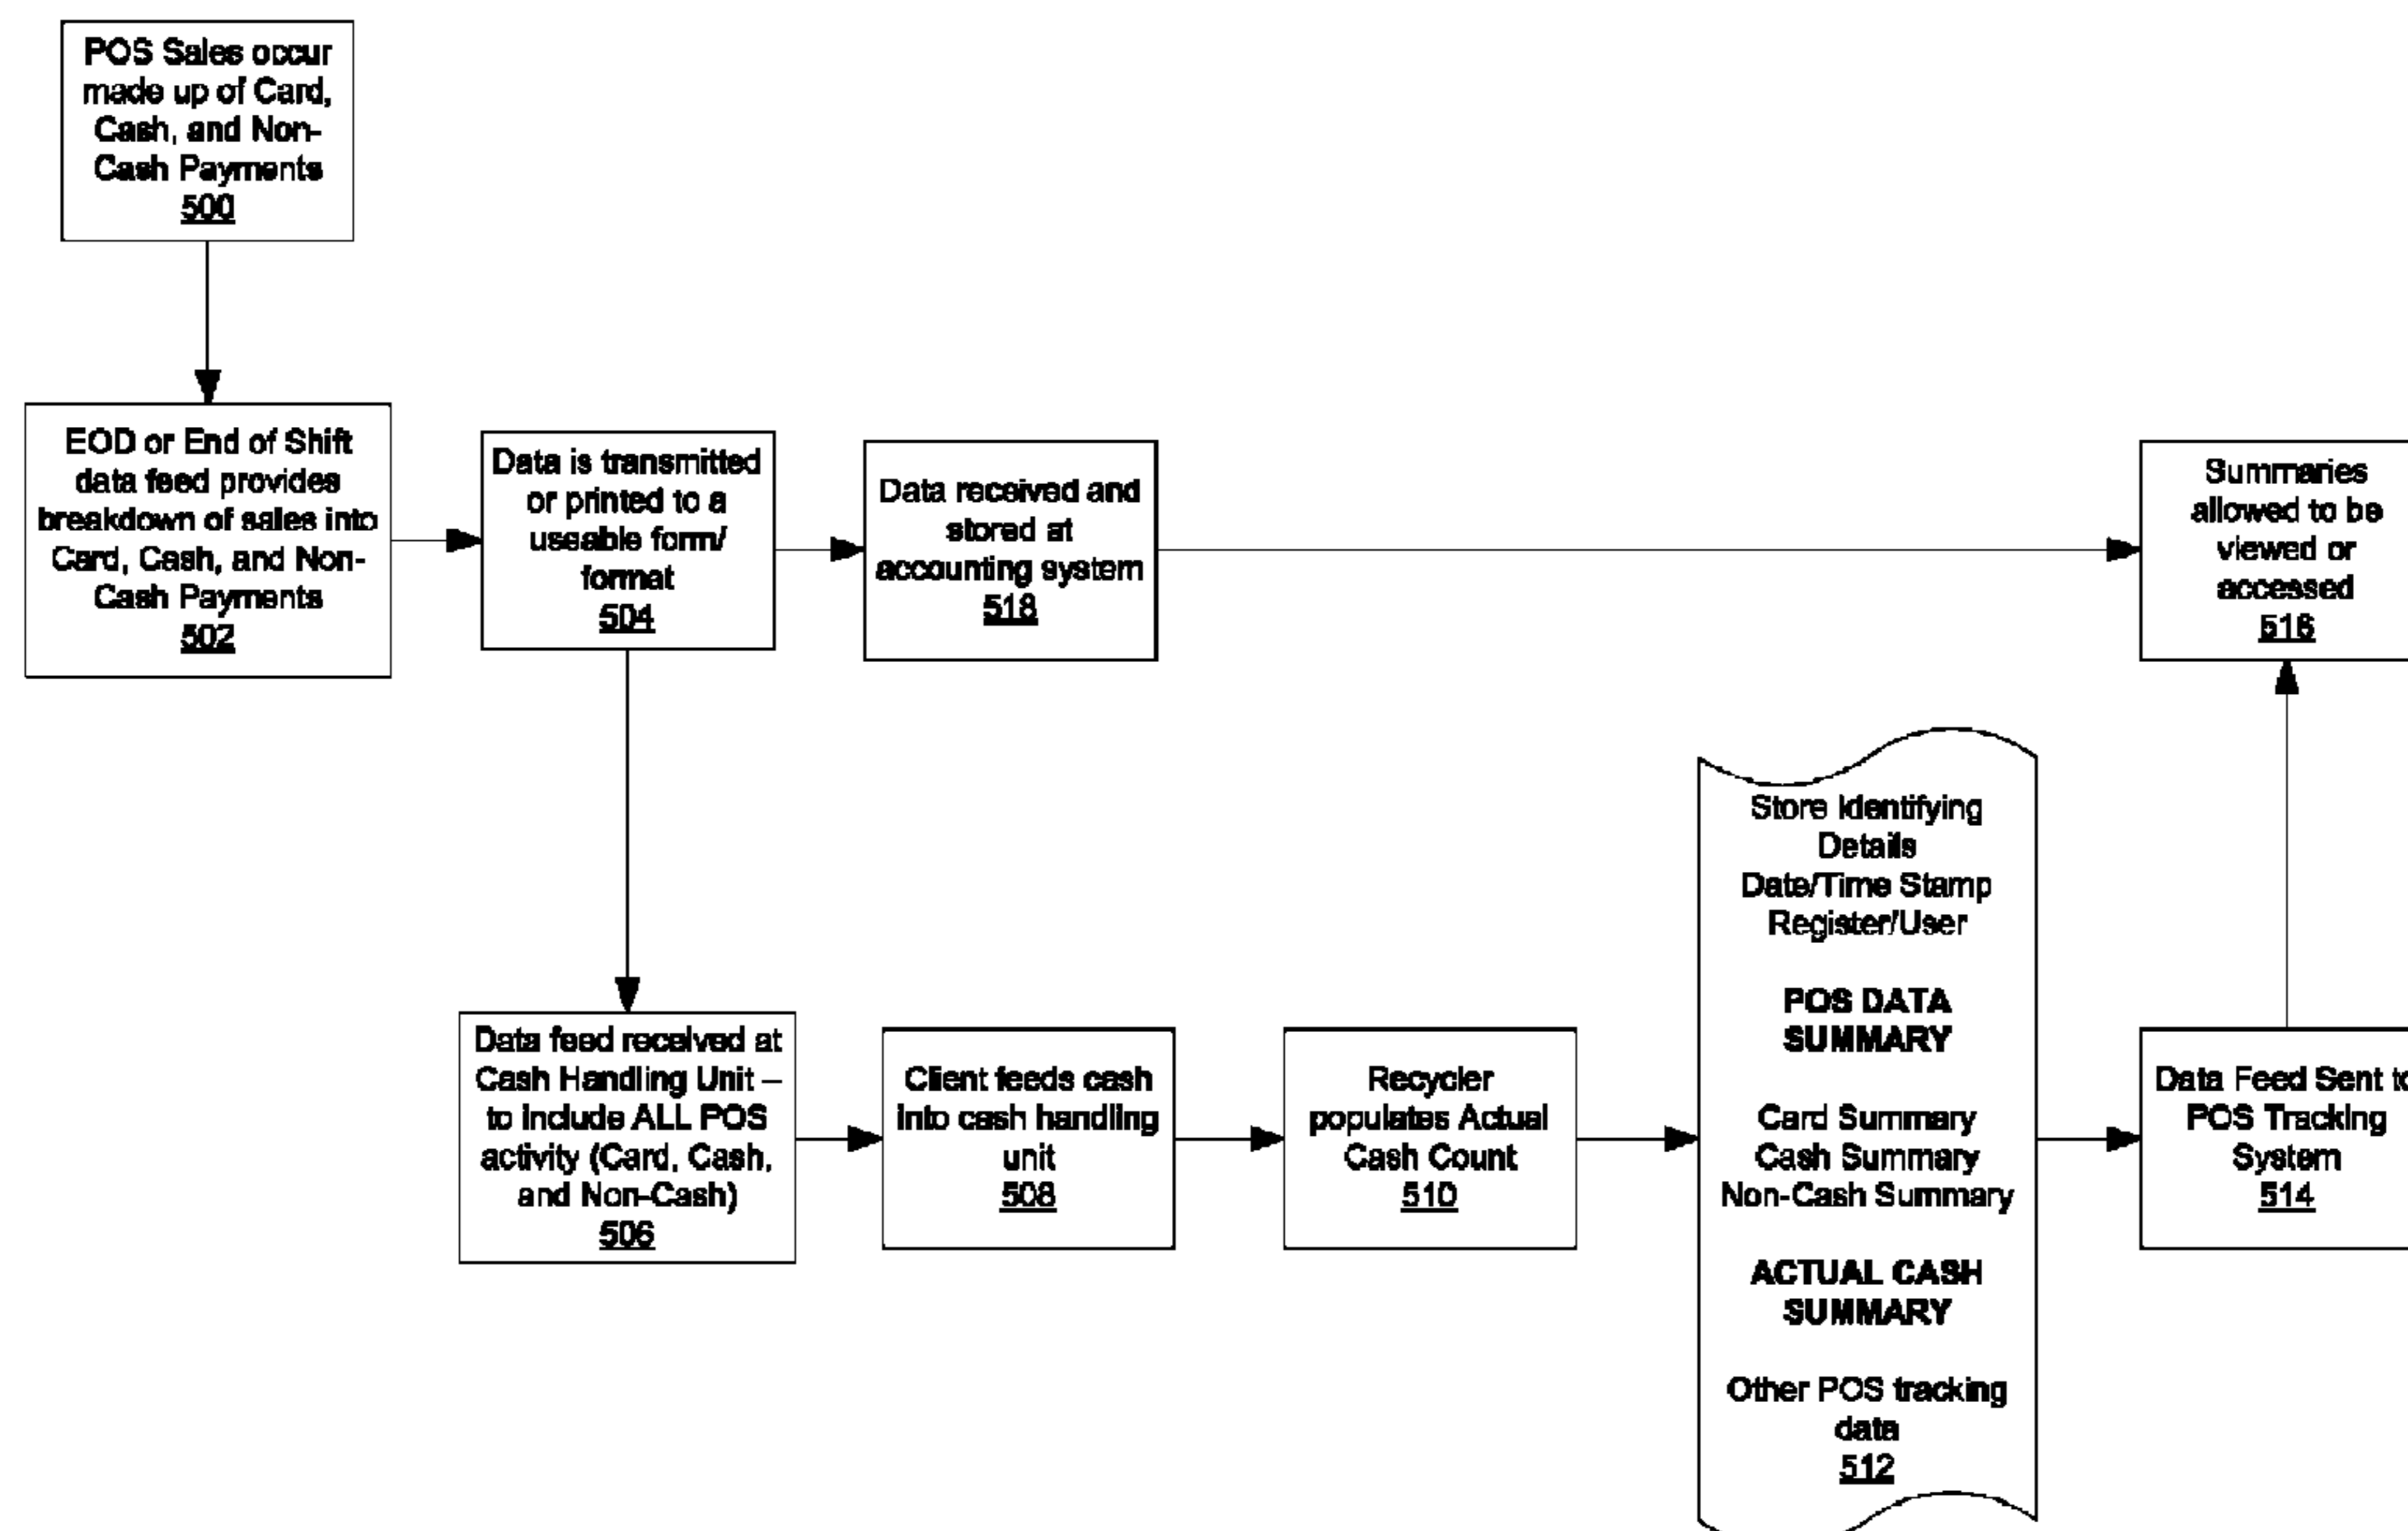 POS Sales occur
made up of Card,
Cash, and Non-
Cash Payments
500
EOD or End of Shift
data feed provides
breakdown of sales into
Card, Cash, and Non-
Cash Payments
502
Data is transmitted
or printed to a
useable form/
format
504
Data received and
stored at
accounting system
518
Summaries
allowed to be
viewed or
accessed
516
Data feed received at
Cash Handling Unit –
to include ALL POS
activity (Card, Cash,
and Non-Cash)
506
Client feeds cash
into cash handling
unit
508
Recycler
populates Actual
Cash Count
510
Store Identifying
Details
Date/Time Stamp
Register/User
POS DATA
SUMMARY
Card Summary
Cash Summary
Non-Cash Summary
ACTUAL CASH
SUMMARY
Other POS tracking
data
512
Data Feed Sent to
POS Tracking
System
514